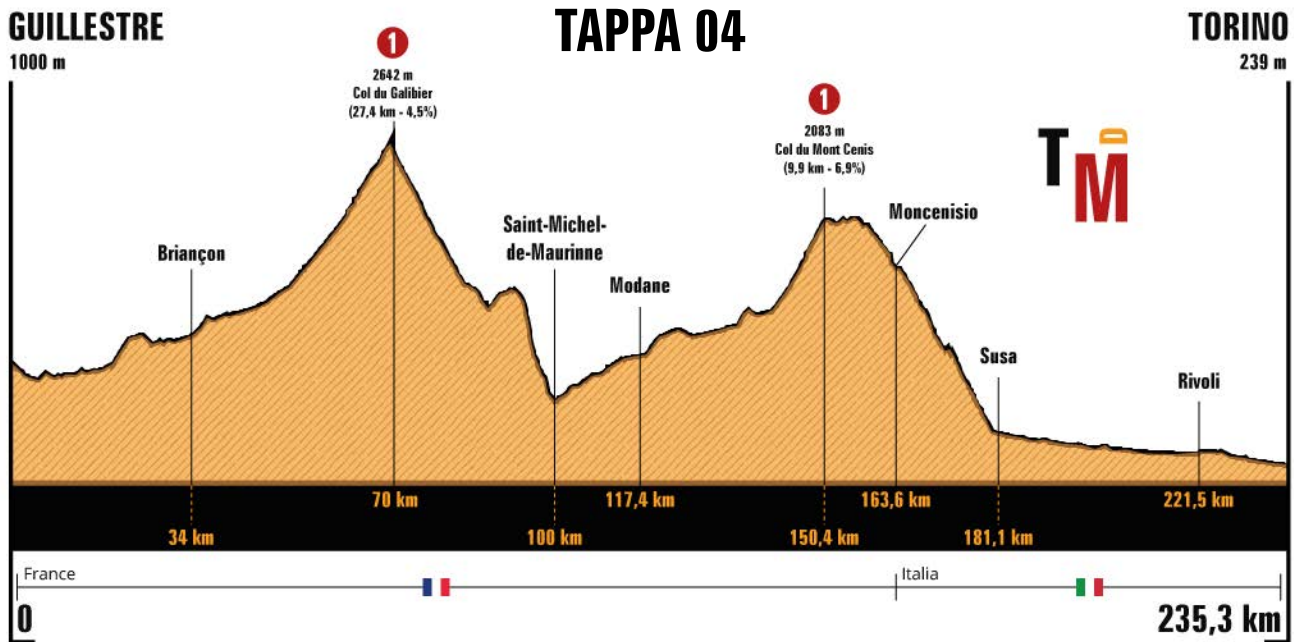 GUILLESTRE
1000 m
TAPPA 04
TORINO
239 m
1
2642 m
Col du Galibier
(27,4 km - 4,5%)
1
2083 m
Col du Mont Cenis
(9,9 km - 6,9%)
T
D
M
Briançon
Saint-Michel-
de-Maurinne
Modane
Moncenisio
Susa
Rivoli
70 km
117,4 km
163,6 km
221,5 km
34 km
100 km
150,4 km
181,1 km
France
Italia
0
235,3 km